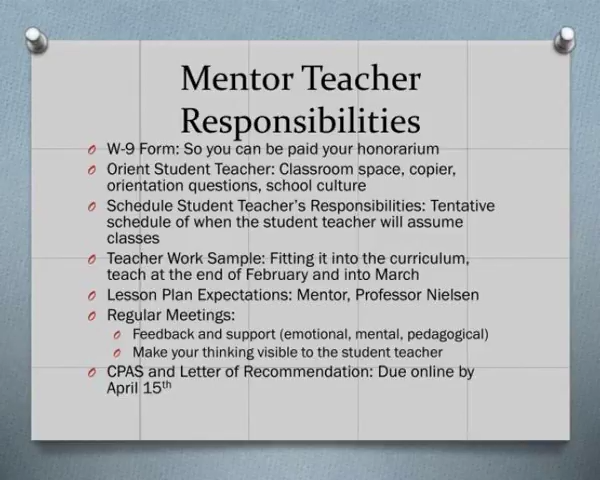 Mentor Teacher
Responsibilities
W-9 Form: So you can be paid your honorarium
Orient Student Teacher: Classroom space, copier,
orientation questions, school culture
Schedule Student Teacher’s Responsibilities: Tentative
schedule of when the student teacher will assume
classes
Teacher Work Sample: Fitting it into the curriculum,
teach at the end of February and into March
Lesson Plan Expectations: Mentor, Professor Nielsen
Regular Meetings:
Feedback and support (emotional, mental, pedagogical)
Make your thinking visible to the student teacher
CPAS and Letter of Recommendation: Due online by
April 15th